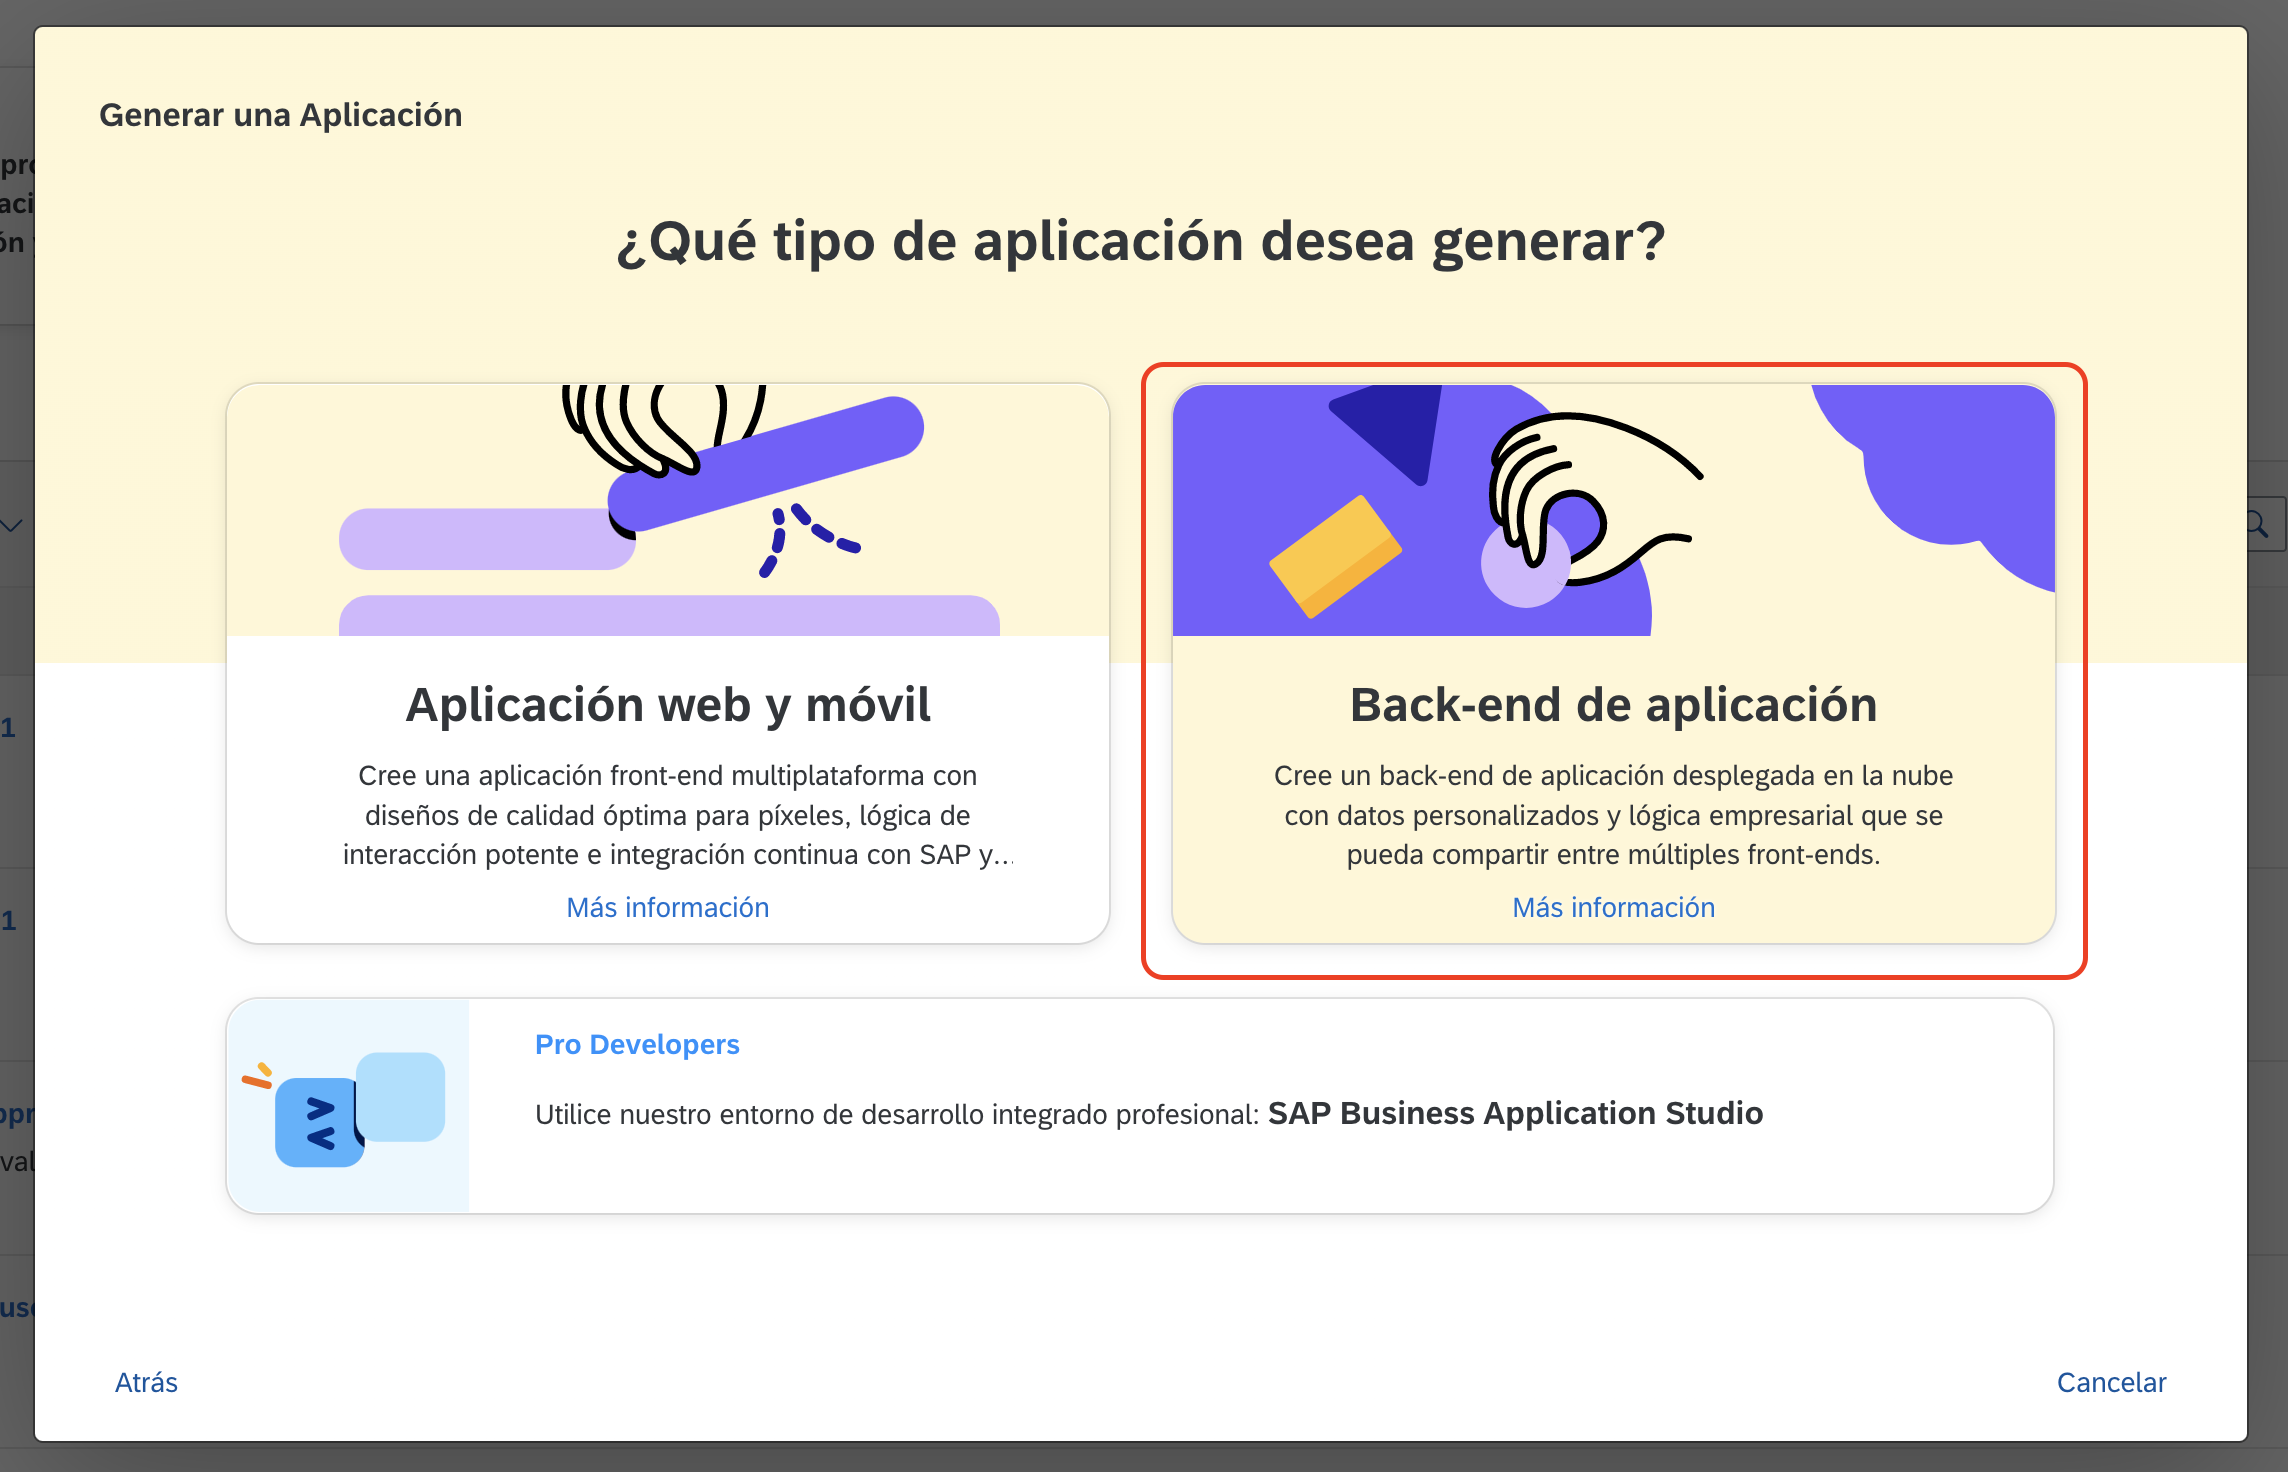 Generar una Aplicación
¿Qué tipo de aplicación desea generar?
Aplicación web y móvil
Cree una aplicación front-end multiplataforma con
diseños de calidad óptima para píxeles, lógica de
interacción potente e integración continua con SAP y...
Más información
Back-end de aplicación
Cree un back-end de aplicación desplegada en la nube
con datos personalizados y lógica empresarial que se
pueda compartir entre múltiples front-ends.
Más información
Pro Developers
Utilice nuestro entorno de desarrollo integrado profesional: SAP Business Application Studio
Atrás
Cancelar
1
1